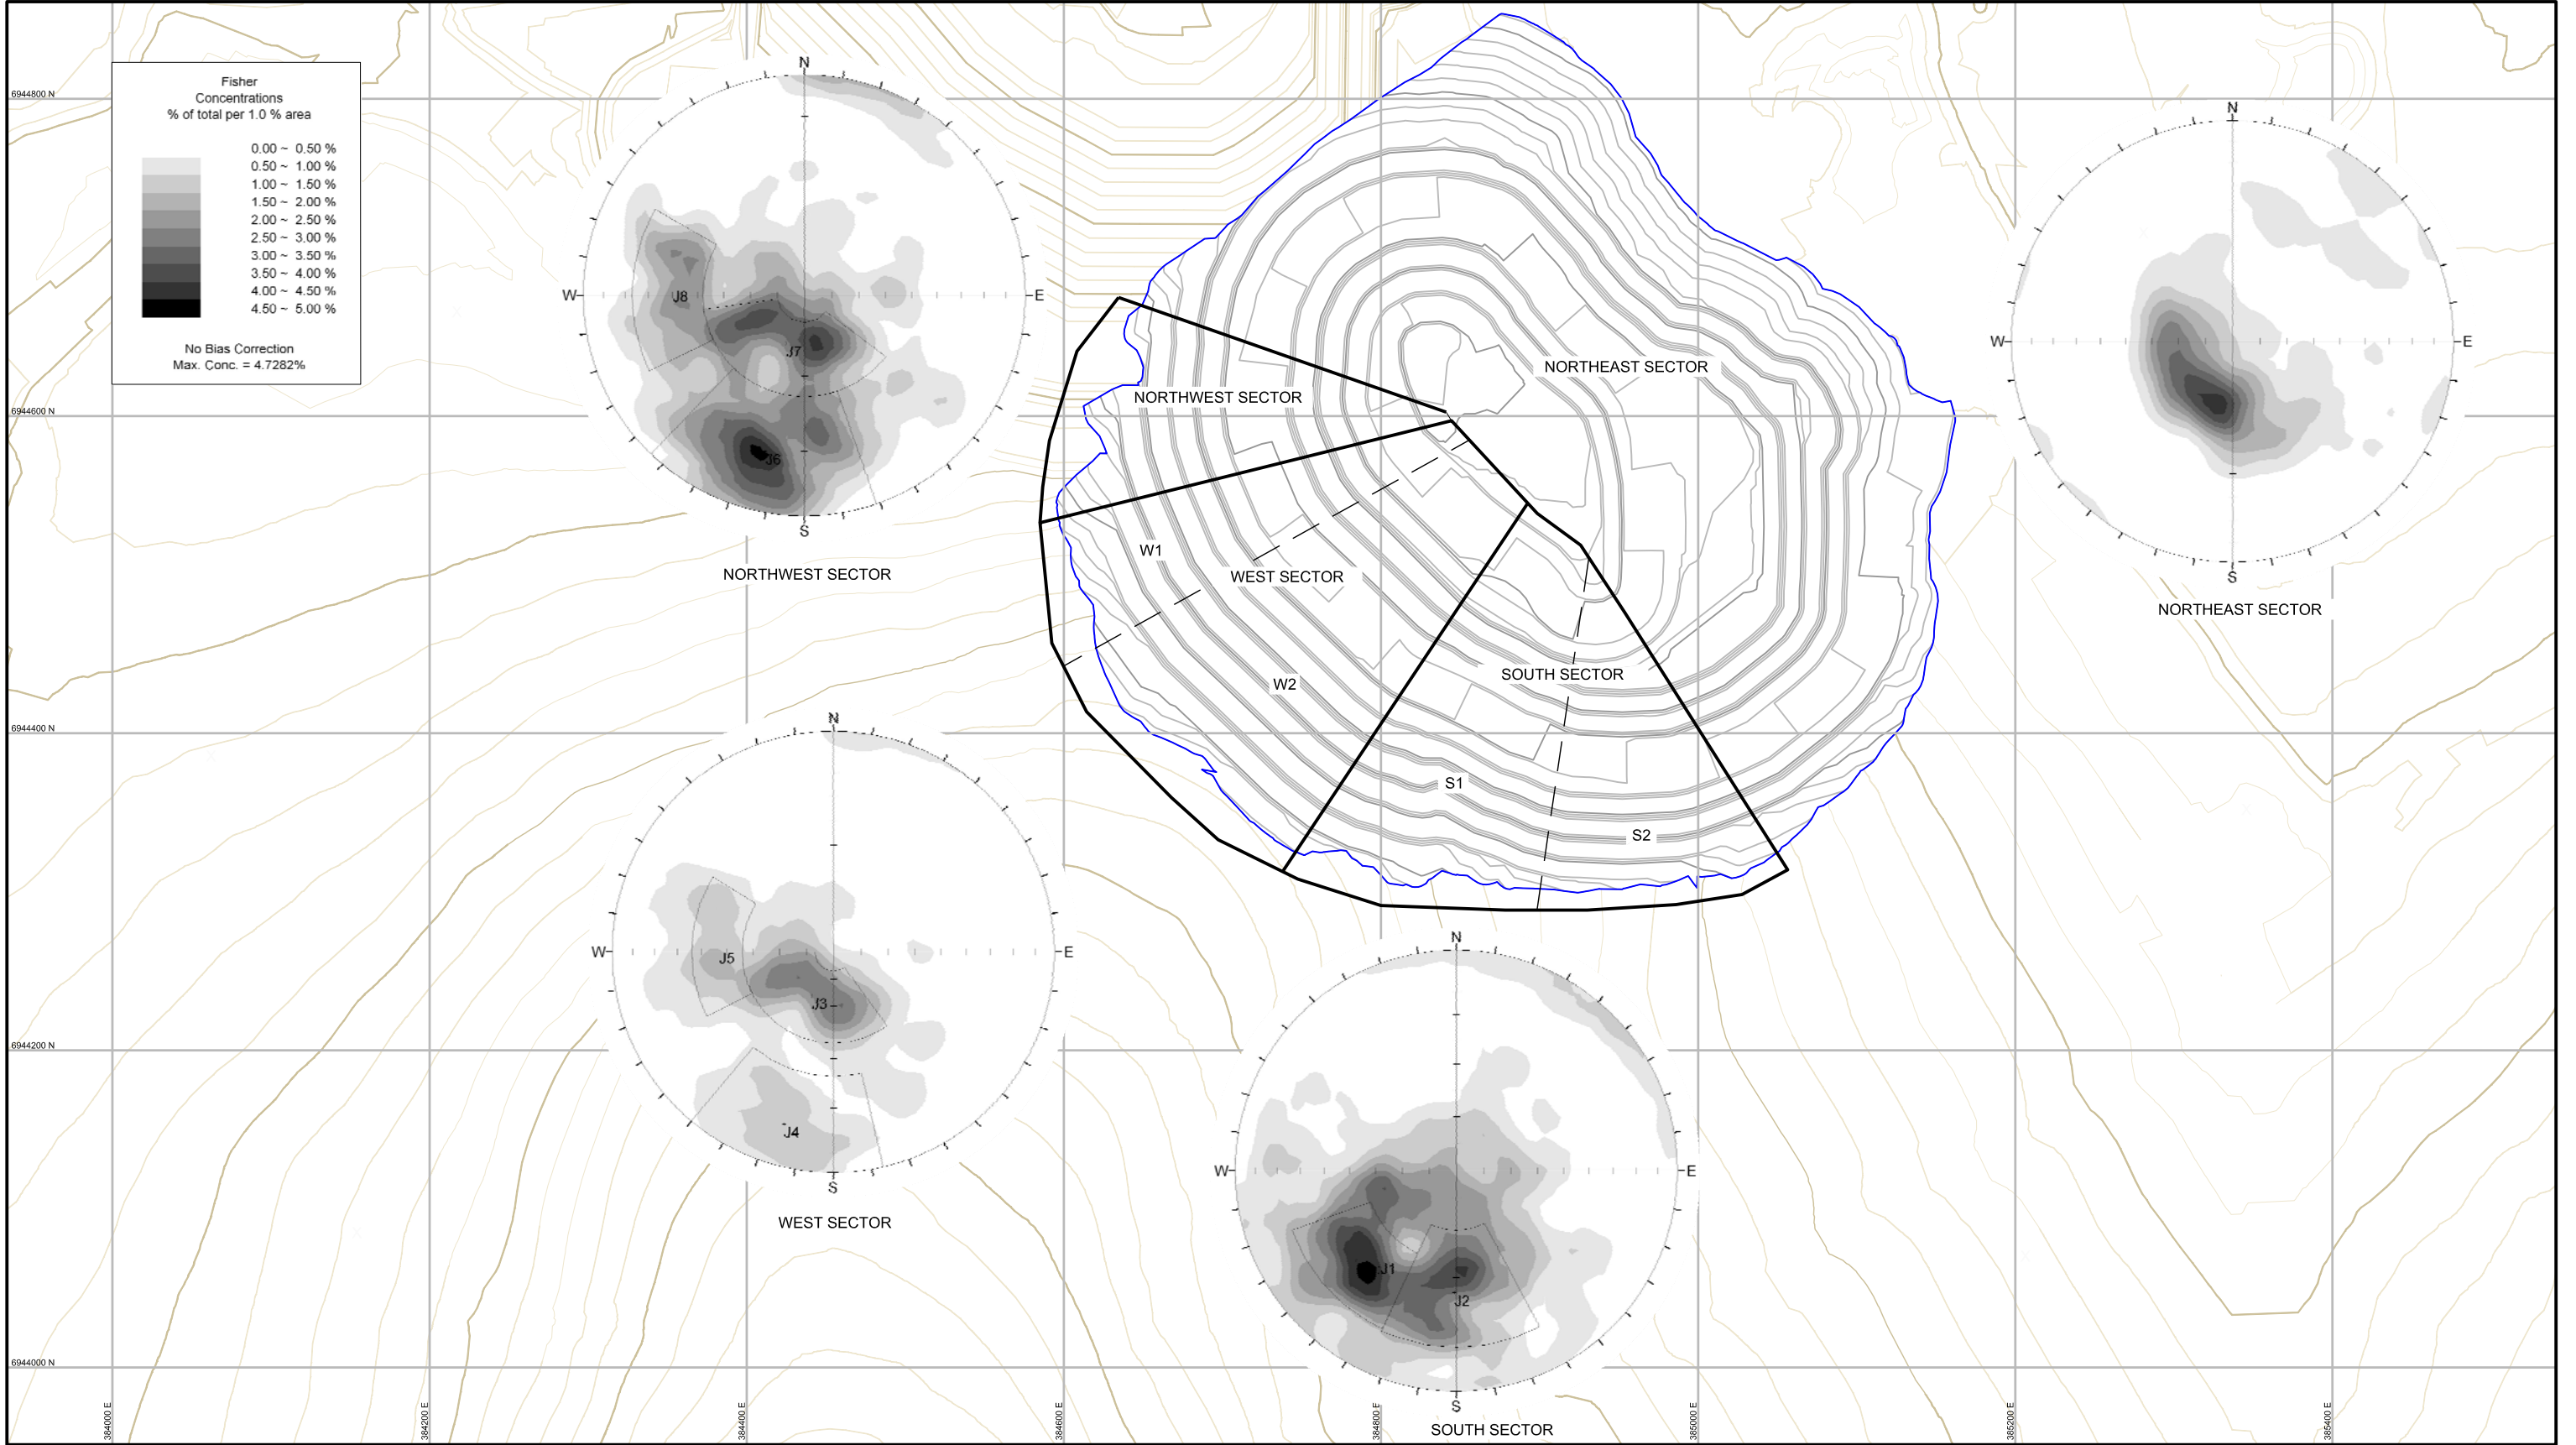 Fisher
Concentrations
% of total per 1.0 % area
0.00 ~ 0.50 %
0.50 ~ 1.00 %
1.00 ~ 1.50 %
1.50 ~ 2.00 %
2.00 ~ 2.50 %
2.50 ~ 3.00 %
3.00 ~ 3.50 %
3.50 ~ 4.00 %
4.00 ~ 4.50 %
4.50 ~ 5.00 %
No Bias Correction
Max. Conc. = 4.7282%
6944800 N
6944600 N
6944400 N
6944200 N
6944000 N
384000 E
384200 E
384400 E
384600 E
384800 E
385000 E
385200 E
385400 E
N
W
E
S
J8
J7
J6
NORTHWEST SECTOR
N
W
E
S
J5
J3
J4
WEST SECTOR
N
W
E
S
J1
J2
SOUTH SECTOR
N
W
E
S
NORTHEAST SECTOR
NORTHEAST SECTOR
NORTHWEST SECTOR
W1
WEST SECTOR
W2
SOUTH SECTOR
S1
S2